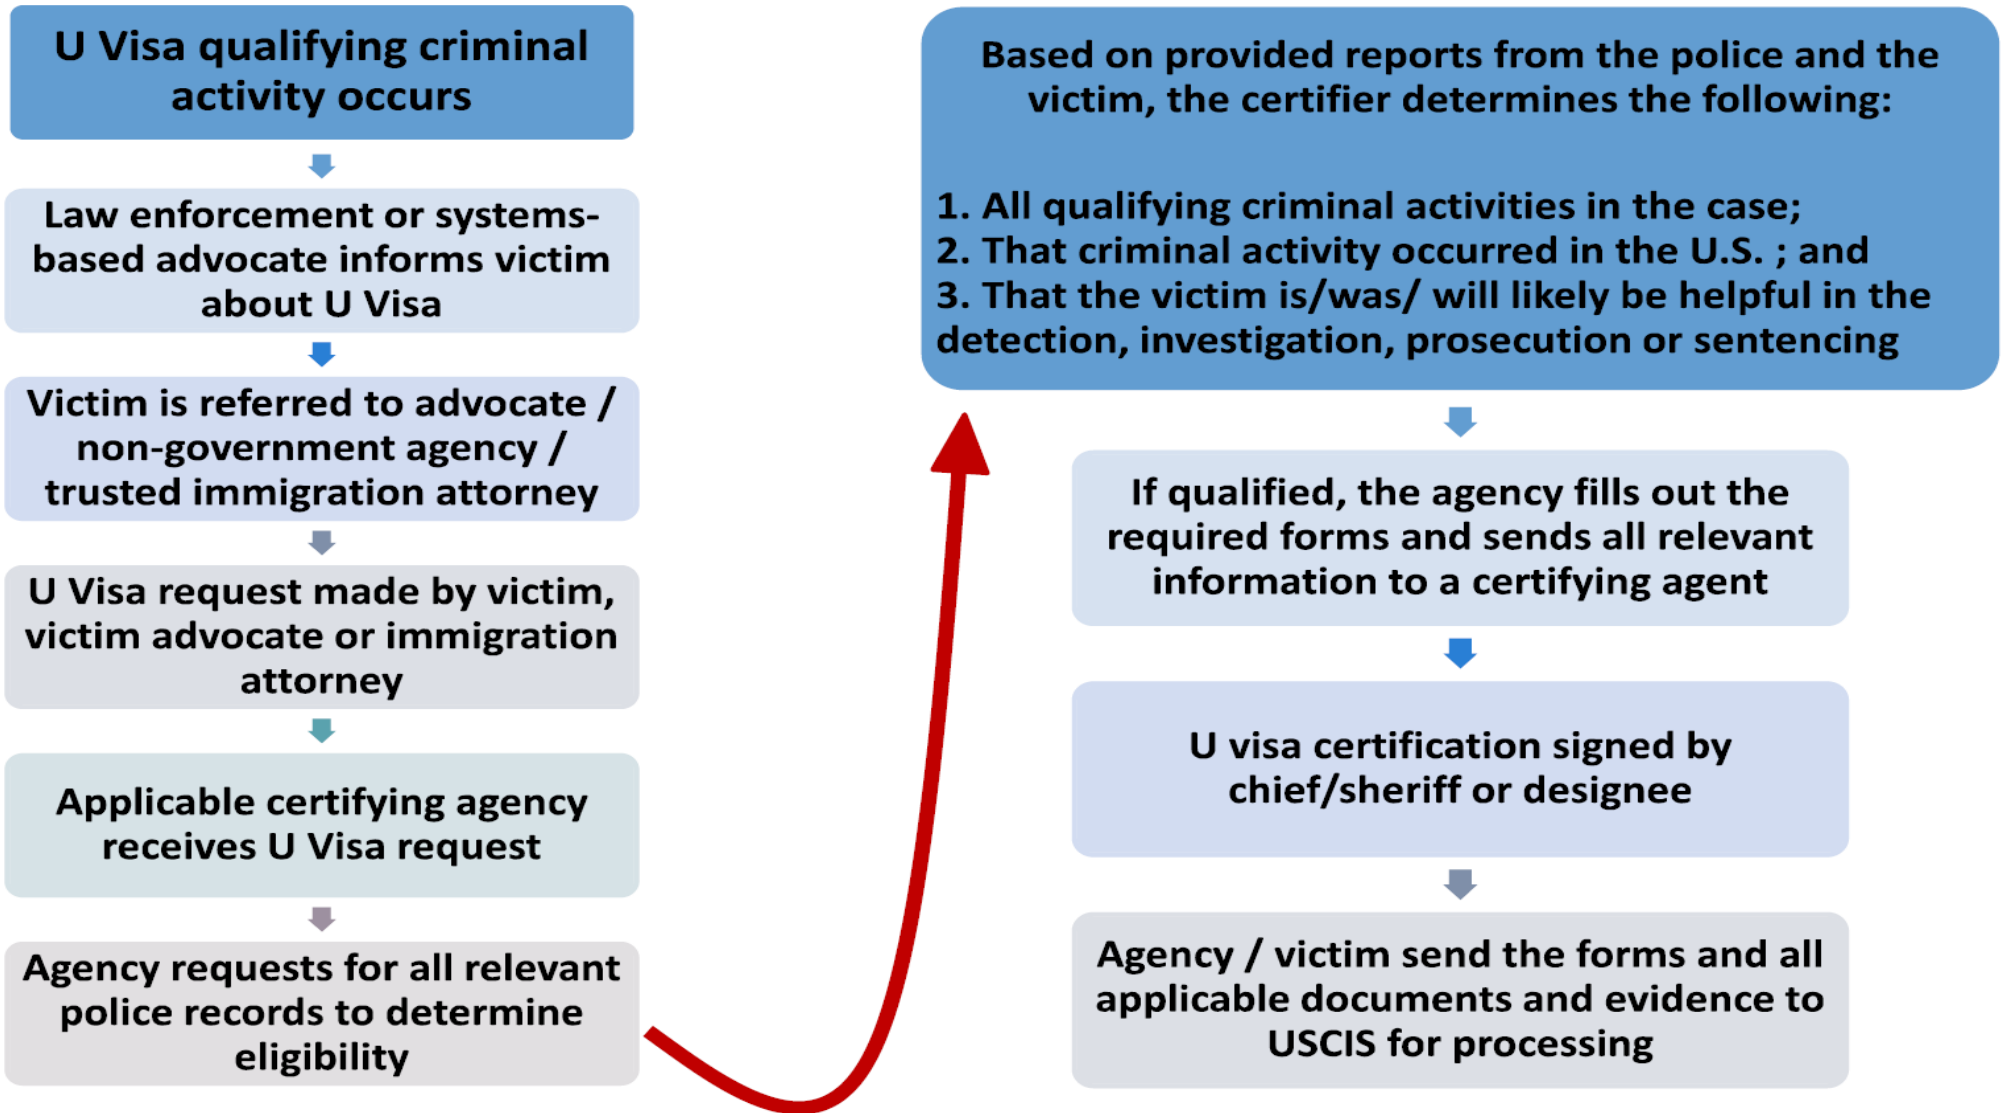 U Visa qualifying criminal
activity occurs
Law enforcement or systems-
based advocate informs victim
about U Visa
Victim is referred to advocate /
non-government agency /
trusted immigration attorney
U Visa request made by victim,
victim advocate or immigration
attorney
Applicable certifying agency
receives U Visa request
Agency requests for all relevant
police records to determine
eligibility
Based on provided reports from the police and the
victim, the certifier determines the following:
1. All qualifying criminal activities in the case;
2. That criminal activity occurred in the U.S. ; and
3. That the victim is/was/ will likely be helpful in the
detection, investigation, prosecution or sentencing
If qualified, the agency fills out the
required forms and sends all relevant
information to a certifying agent
U visa certification signed by
chief/sheriff or designee
Agency / victim send the forms and all
applicable documents and evidence to
USCIS for processing